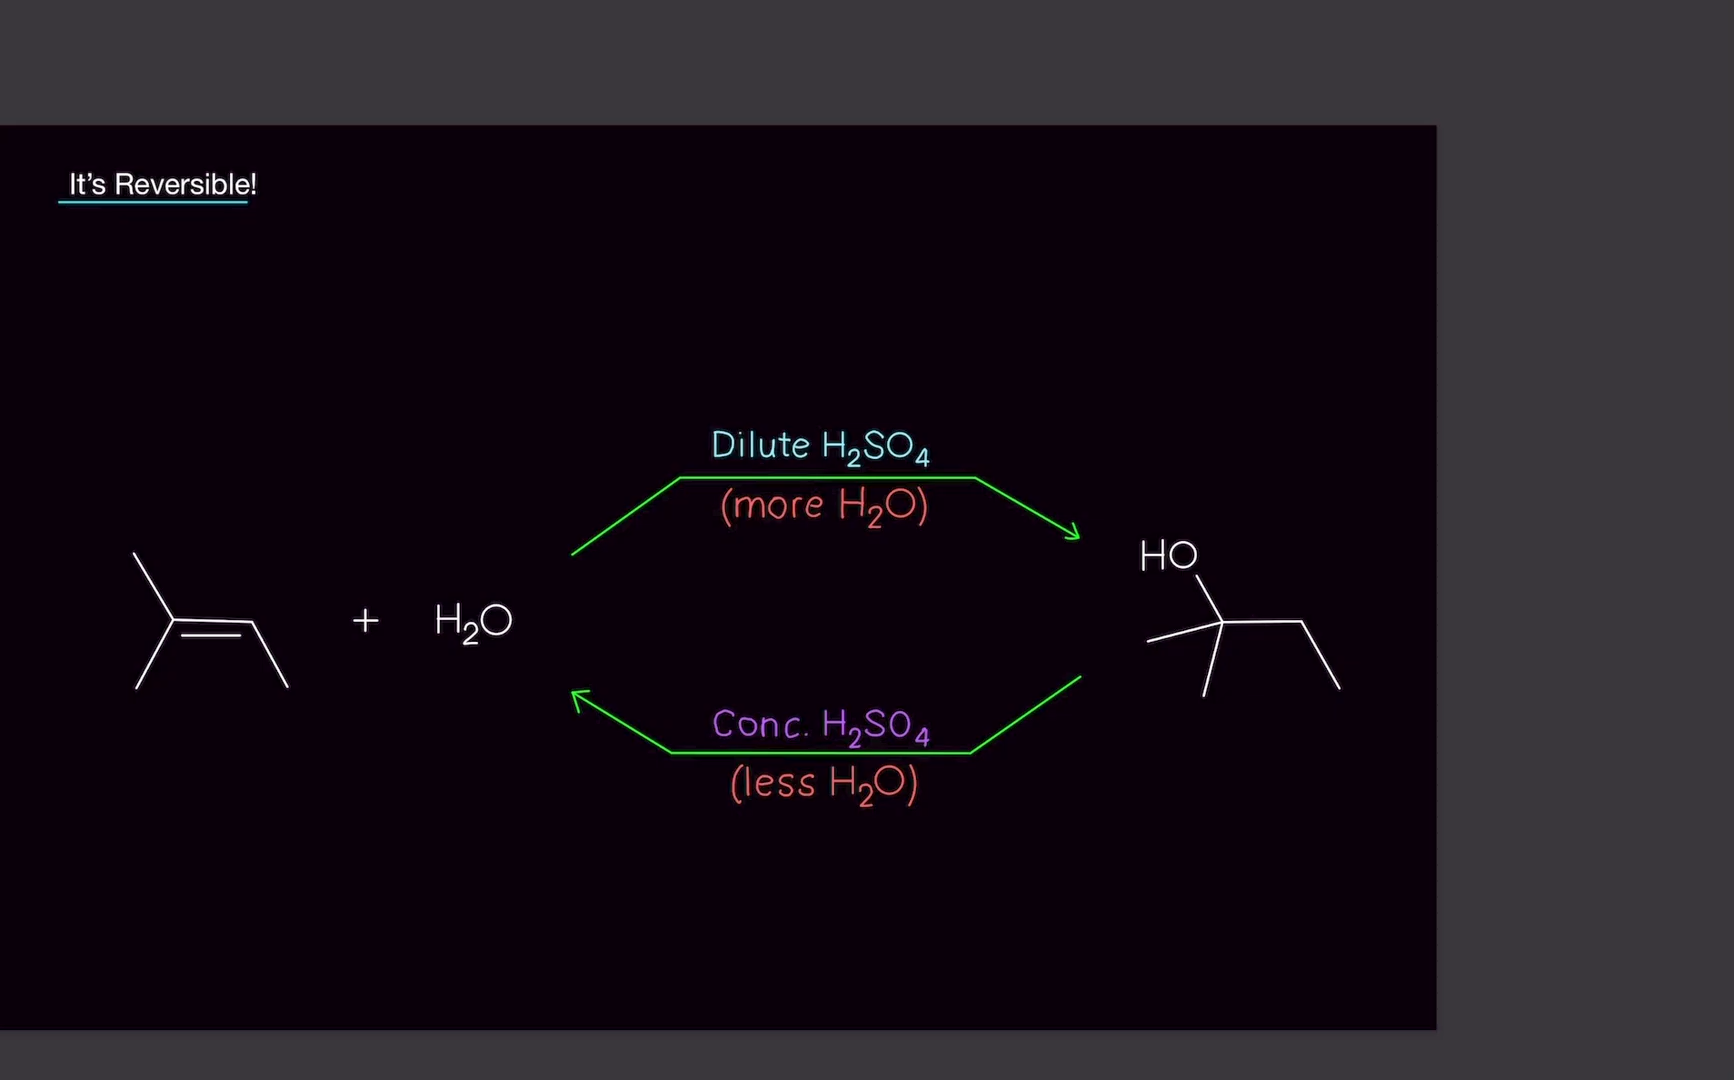 It’s Reversible!
Dilute H₂SO₄
(more H₂O)
HO
+ H₂O
Conc. H₂SO₄
(less H₂O)